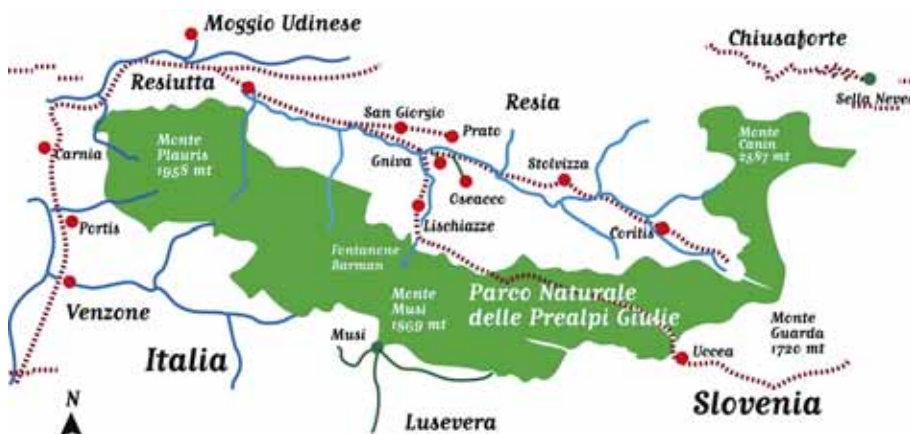 Moggio Udinese
Chiusaforte
Resiutta
Sella Nevea
San Giorgio
Resia
Prato
Carnia
Monte
Plauris
1958 mt
Monte
Canin
2587 mt
Gniva
Stolvizza
Oseacco
Portis
Lischiazze
Coritis
Fontanone
Barman
Venzone
Monte
Musi
1869 mt
Parco Naturale
delle Prealpi Giulie
Monte
Guarda
1720 mt
Musi
Italia
Uccea
Slovenia
N
Lusevera